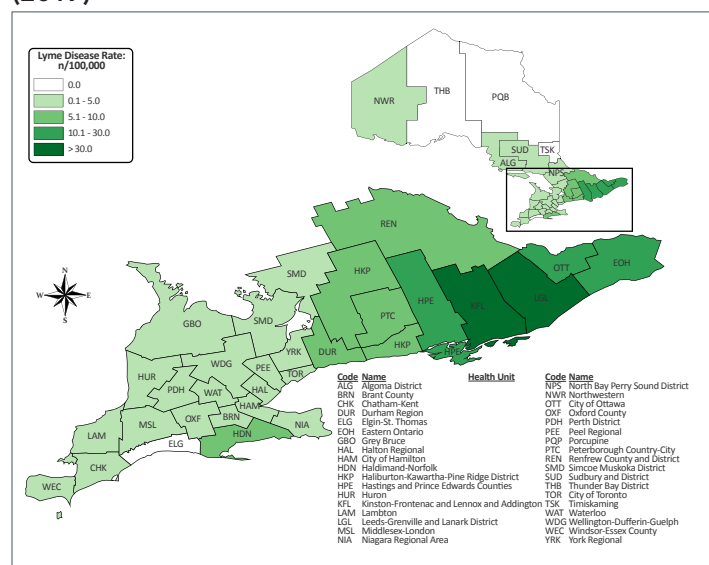 Lyme Disease Rate:
n/100,000
0.0
0.1 - 5.0
5.1 - 10.0
10.1 - 30.0
> 30.0
NWR
THB
PQB
SUD
TSK
ALG
NPS
REN
SMD
HKP
OTT
EOH
HPE
KFL
LGL
GBO
SMD
PTC
YRK
DUR
HKP
HPE
WDG
PEE
TOR
HUR
PDH
WAT
HAL
HAM
MSL
OXF
BRN
NIA
HDN
LAM
ELG
CHK
WEC
N
W
E
S
Code Name
ALG Algoma District
BRN Brant County
CHK Chatham-Kent
DUR Durham Region
ELG Elgin-St. Thomas
EOH Eastern Ontario
GBO Grey Bruce
HAL Halton Regional
HAM City of Hamilton
HDN Haldimand-Norfolk
HKP Haliburton-Kawartha-Pine Ridge District
HPE Hastings and Prince Edwards Counties
HUR Huron
KFL Kinston-Frontenac and Lennox and Addington
LAM Lambton
LGL Leeds-Grenville and Lanark District
MSL Middlesex-London
NIA Niagara Regional Area
Health Unit
Code Name
NPS North Bay Perry Sound District
NWR Northwestern
OTT City of Ottawa
OXF Oxford County
PDH Perth District
PEE Peel Regional
PQP Porcupine
PTC Peterborough Country-City
REN Renfrew County and District
SMD Simcoe Muskoka District
SUD Sudbury and District
THB Thunder Bay District
TOR City of Toronto
TSK Timiskaming
WAT Waterloo
WDG Wellington-Dufferin-Guelph
WEC Windsor-Essex County
YRK York Regional